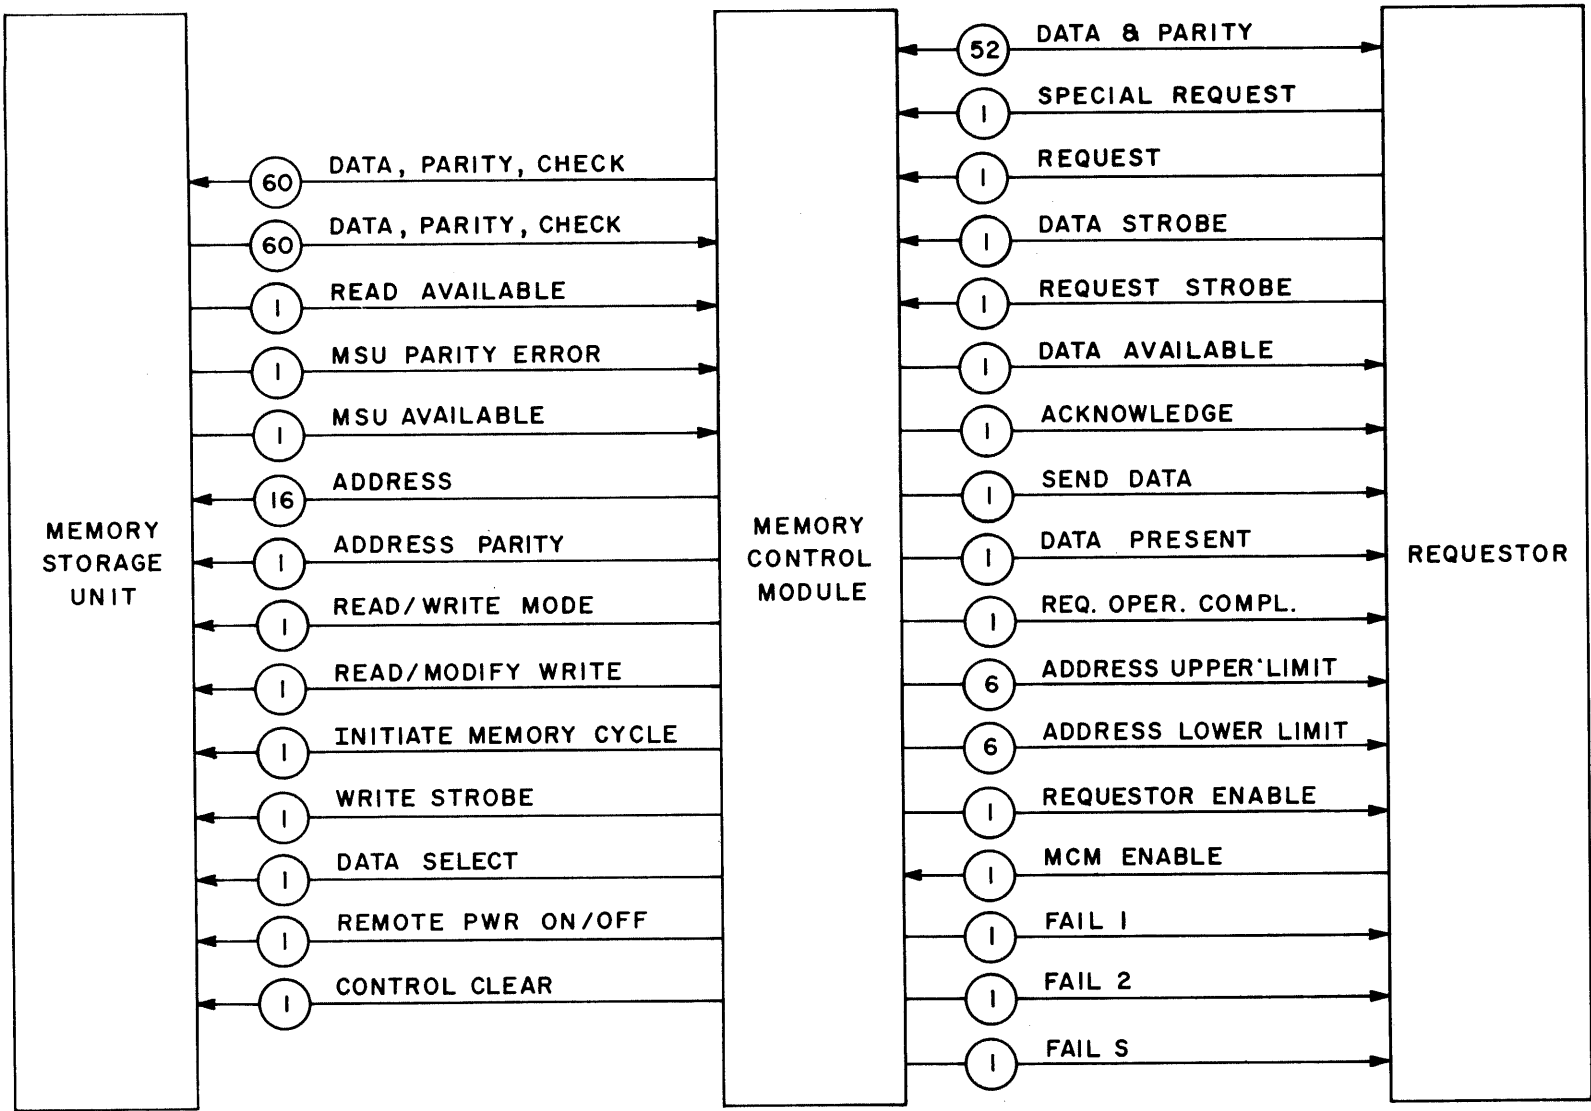 MEMORY
STORAGE
UNIT
60
DATA, PARITY, CHECK
60
DATA, PARITY, CHECK
1
READ AVAILABLE
1
MSU PARITY ERROR
1
MSU AVAILABLE
16
ADDRESS
1
ADDRESS PARITY
1
READ/WRITE MODE
1
READ/MODIFY WRITE
1
INITIATE MEMORY CYCLE
1
WRITE STROBE
1
DATA SELECT
1
REMOTE PWR ON/OFF
1
CONTROL CLEAR
MEMORY
CONTROL
MODULE
52
DATA & PARITY
1
SPECIAL REQUEST
1
REQUEST
1
DATA STROBE
1
REQUEST STROBE
1
DATA AVAILABLE
1
ACKNOWLEDGE
1
SEND DATA
1
DATA PRESENT
1
REQ. OPER. COMPL.
6
ADDRESS UPPER LIMIT
6
ADDRESS LOWER LIMIT
1
REQUESTOR ENABLE
1
MCM ENABLE
1
FAIL 1
1
FAIL 2
1
FAIL S
REQUESTOR